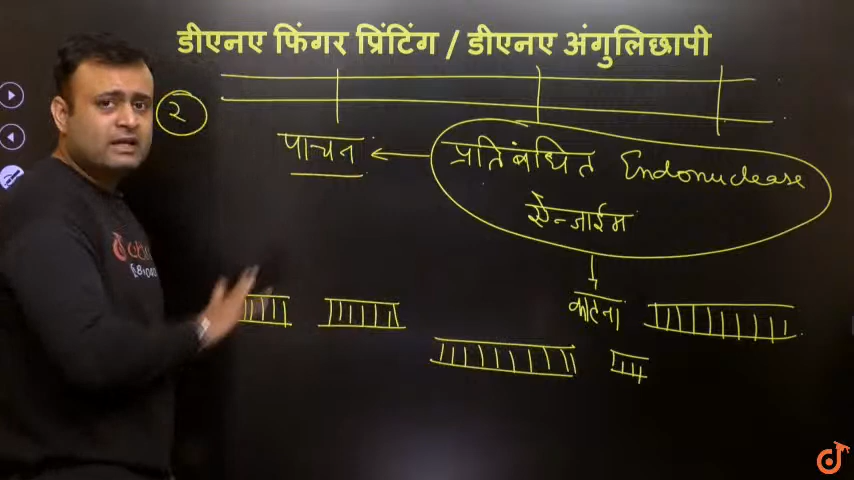 डीएनए फिंगर प्रिंटिंग / डीएनए अंगुलिछापी
२
पाचन ← प्रतिबंधित Endonuclease
ऐन्जाईम
काटना